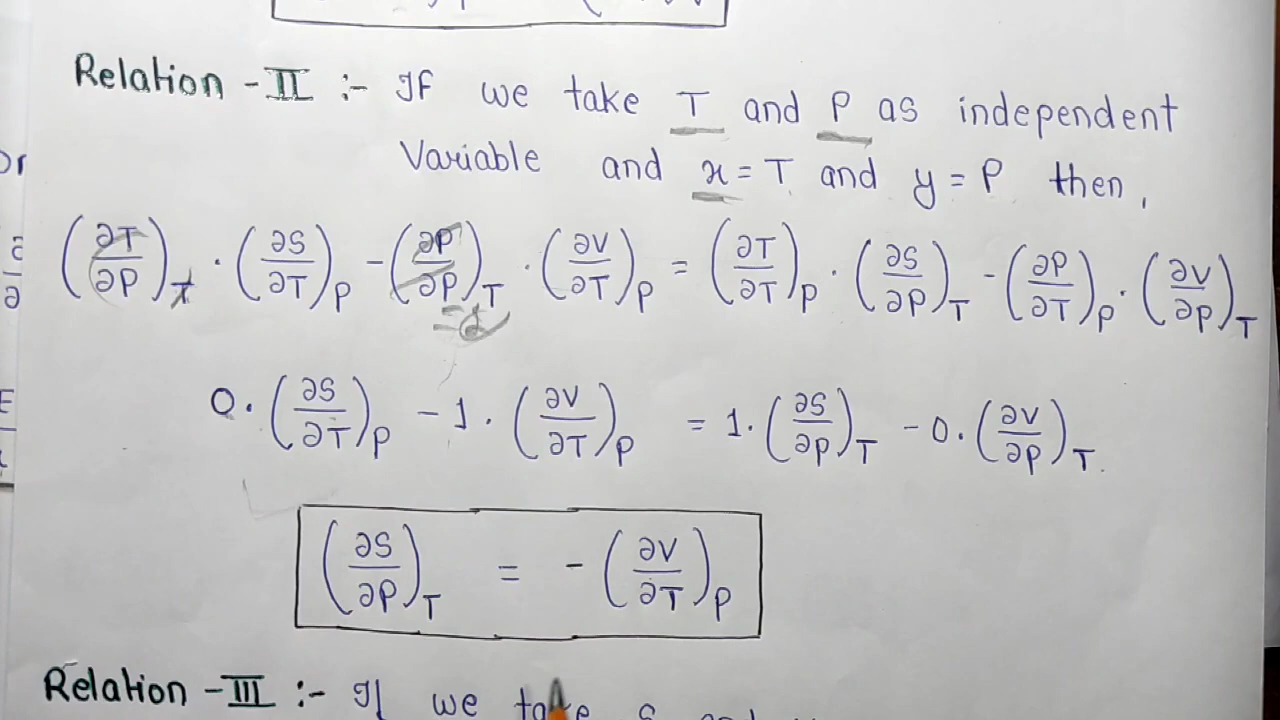 Relation - II :- If we take T and P as independent
Variable and x = T and y = P then,
(∂T/∂P)_T · (∂S/∂T)_P - (∂P/∂P)_T · (∂V/∂T)_P = (∂T/∂T)_P · (∂S/∂P)_T - (∂P/∂T)_P · (∂V/∂P)_T
0 · (∂S/∂T)_P - 1 · (∂V/∂T)_P = 1 · (∂S/∂P)_T - 0 · (∂V/∂P)_T .
(∂S/∂P)_T = - (∂V/∂T)_P
Relation - III :- If we take S and